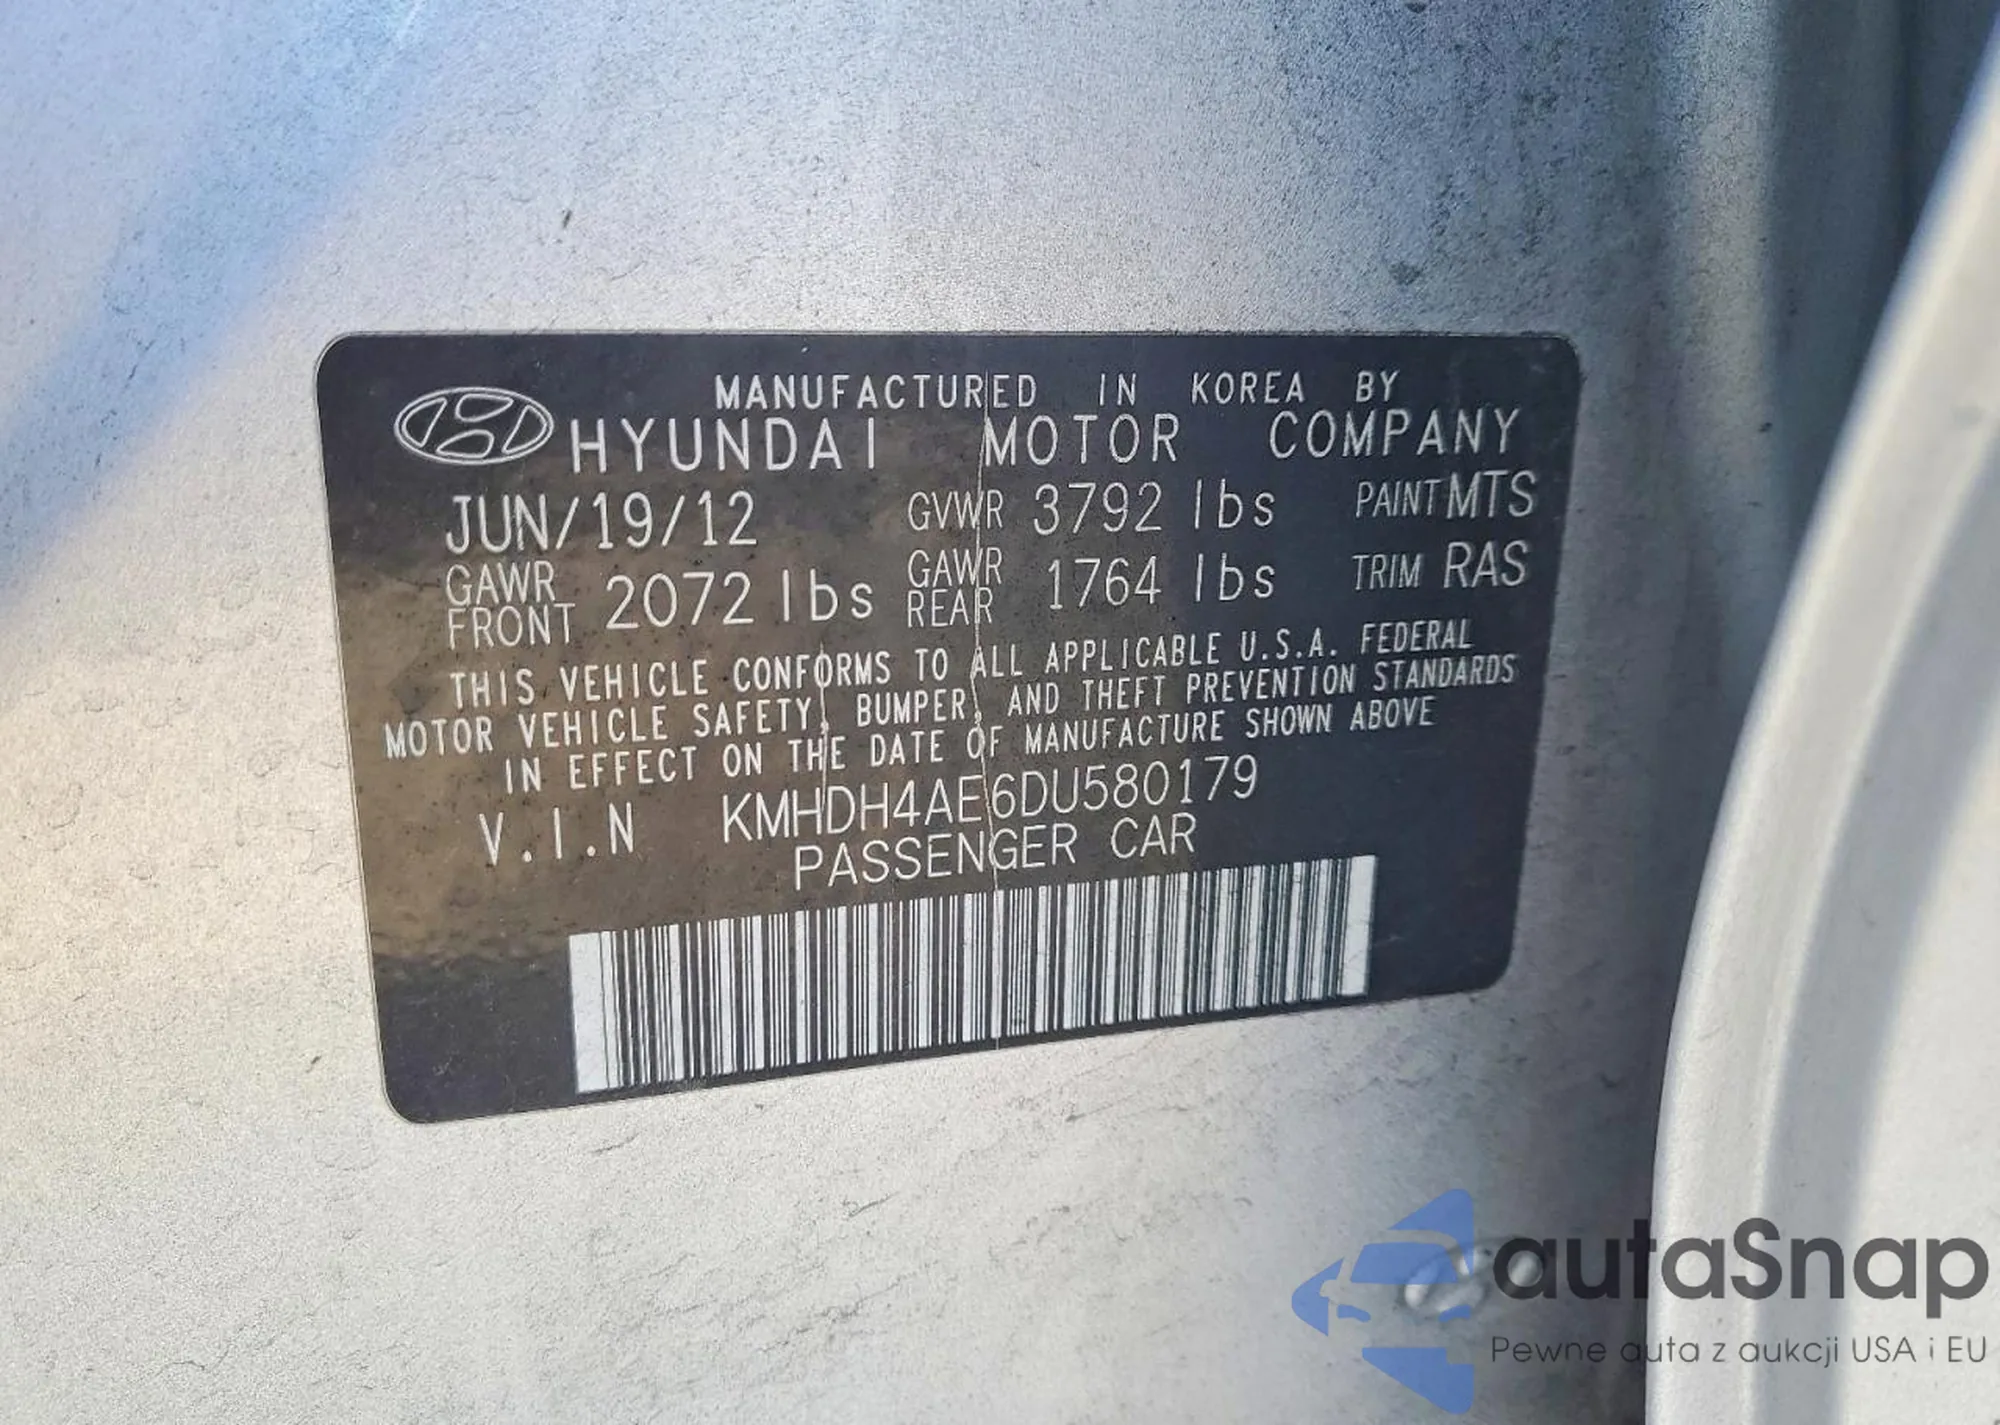 MANUFACTURED IN KOREA BY
HYUNDAI MOTOR COMPANY
JUN/19/12 GVWR 3792 lbs PAINT MTS
GAWR FRONT 2072 lbs GAWR REAR 1764 lbs TRIM RAS
THIS VEHICLE CONFORMS TO ALL APPLICABLE U.S.A. FEDERAL
MOTOR VEHICLE SAFETY, BUMPER, AND THEFT PREVENTION STANDARDS
IN EFFECT ON THE DATE OF MANUFACTURE SHOWN ABOVE
V.I.N KMHDH4AE6DU580179
PASSENGER CAR
autaSnap
Pewne auta z aukcji USA i EU